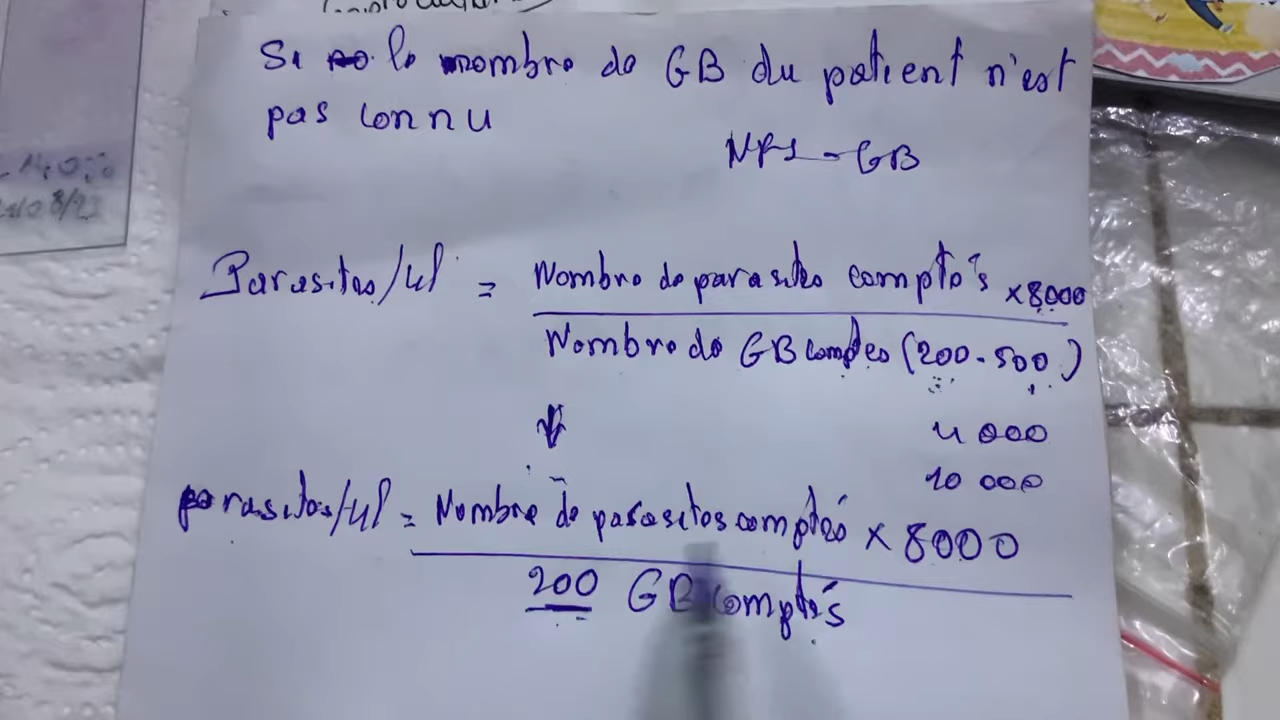 Si le nombre de GB du patient n'est
pas connu
NFS - GB
Parasites/ul = Nombre de parasites comptés ×8000
Nombre de GB comptés (200-500)
4 000
10 000
parasites/ul = Nombre de parasites comptés × 8000
200 GB comptés